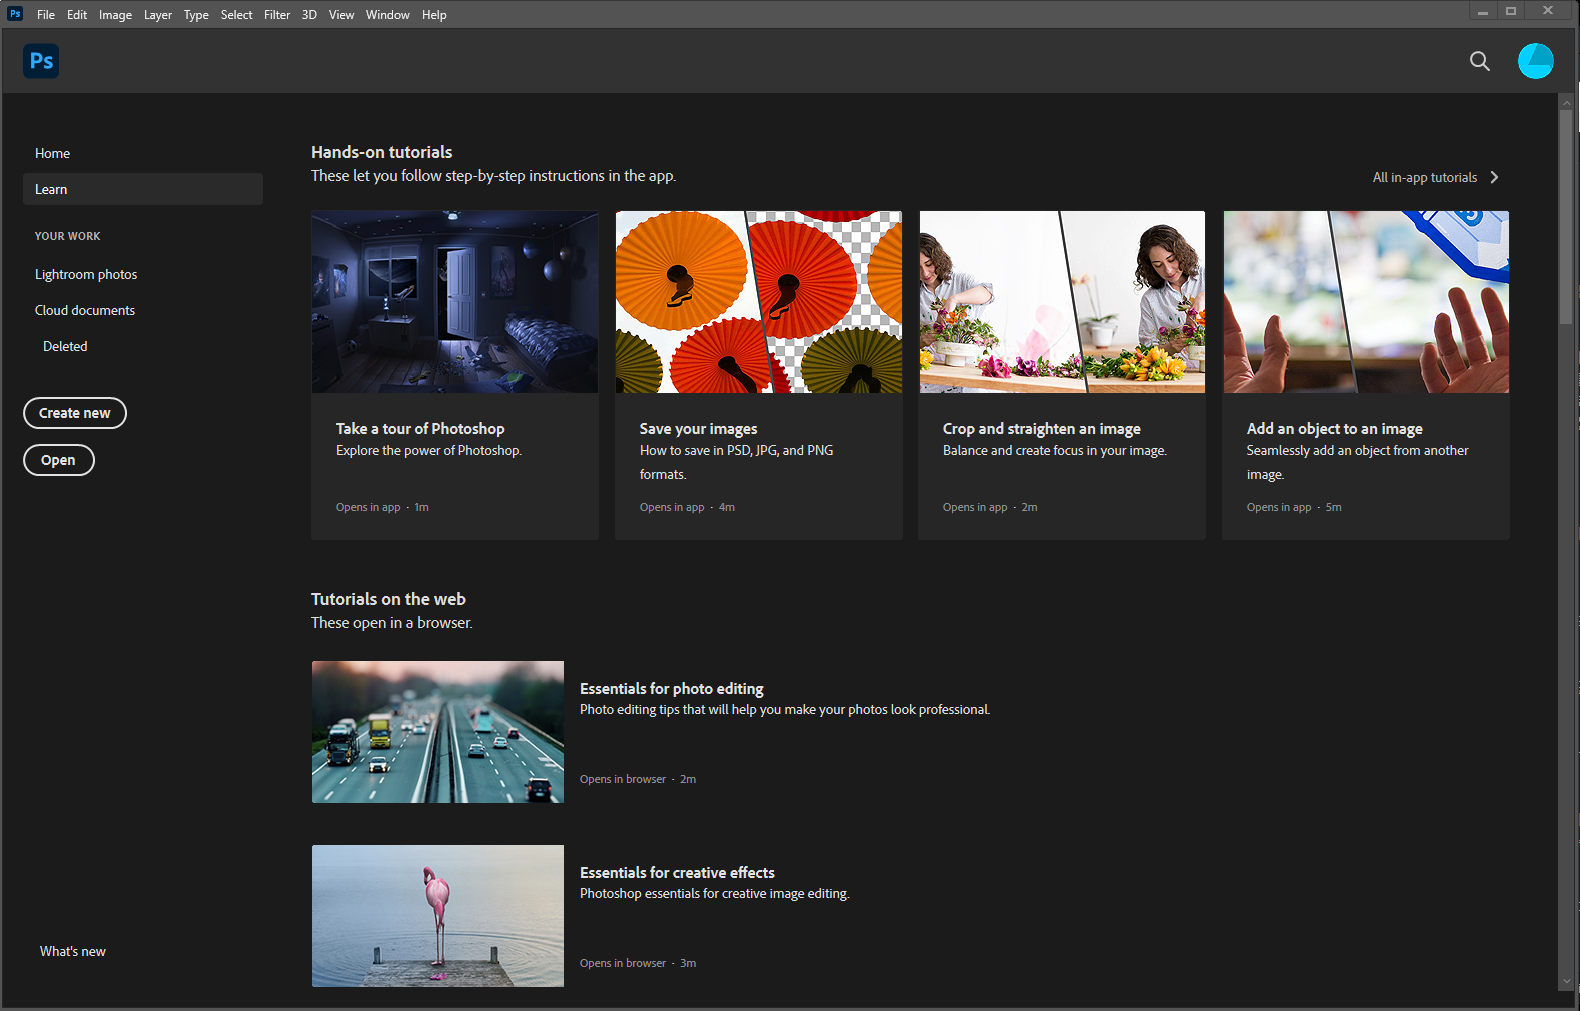 Ps File Edit Image Layer Type Select Filter 3D View Window Help
Ps
Home
Learn
YOUR WORK
Lightroom photos
Cloud documents
Deleted
Create new
Open
What's new
Hands-on tutorials
These let you follow step-by-step instructions in the app.
All in-app tutorials
Take a tour of Photoshop
Explore the power of Photoshop.
Opens in app · 1m
Save your images
How to save in PSD, JPG, and PNG
formats.
Opens in app · 4m
Crop and straighten an image
Balance and create focus in your image.
Opens in app · 2m
Add an object to an image
Seamlessly add an object from another
image.
Opens in app · 5m
Tutorials on the web
These open in a browser.
Essentials for photo editing
Photo editing tips that will help you make your photos look professional.
Opens in browser · 2m
Essentials for creative effects
Photoshop essentials for creative image editing.
Opens in browser · 3m